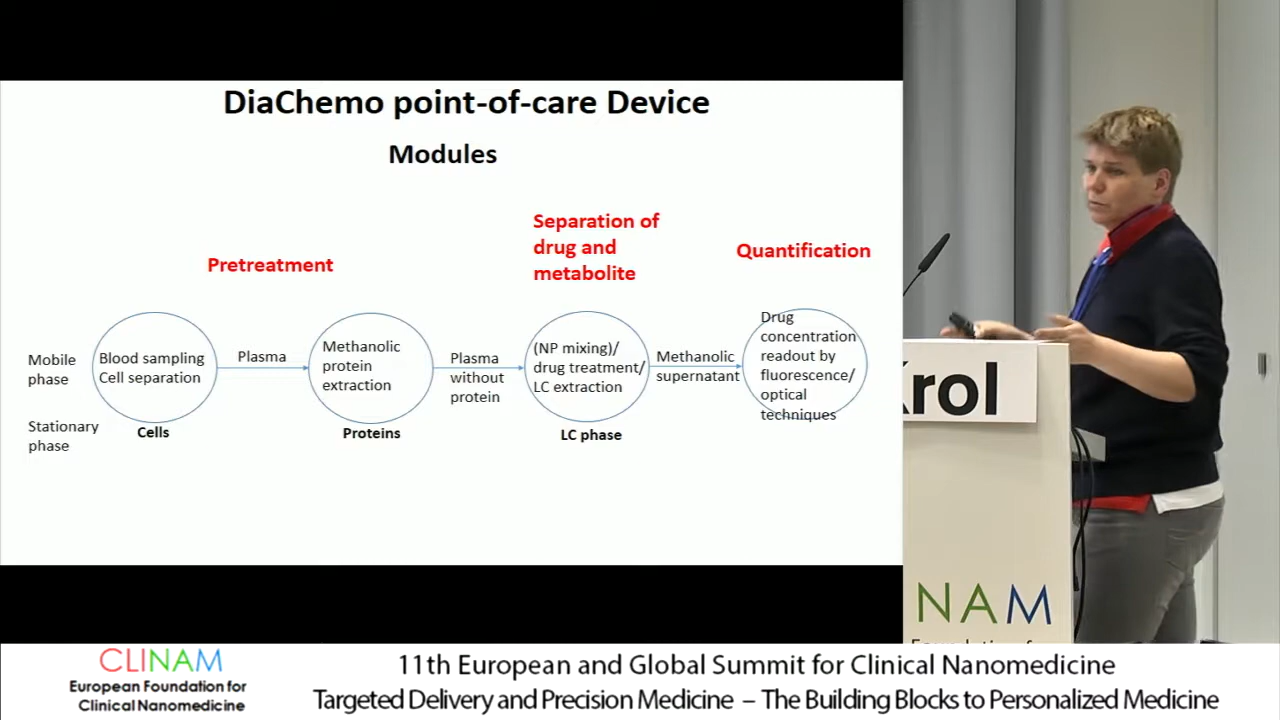 DiaChemo point-of-care Device
Modules
Pretreatment
Separation of
drug and
metabolite
Quantification
Mobile
phase
Stationary
phase
Blood sampling
Cell separation
Cells
Plasma
Methanolic
protein
extraction
Proteins
Plasma
without
protein
(NP mixing)/
drug treatment/
LC extraction
LC phase
Methanolic
supernatant
Drug
concentration
readout by
fluorescence/
optical
techniques
Krol
NAM
CLINAM
European Foundation for
Clinical Nanomedicine
11th European and Global Summit for Clinical Nanomedicine
Targeted Delivery and Precision Medicine – The Building Blocks to Personalized Medicine